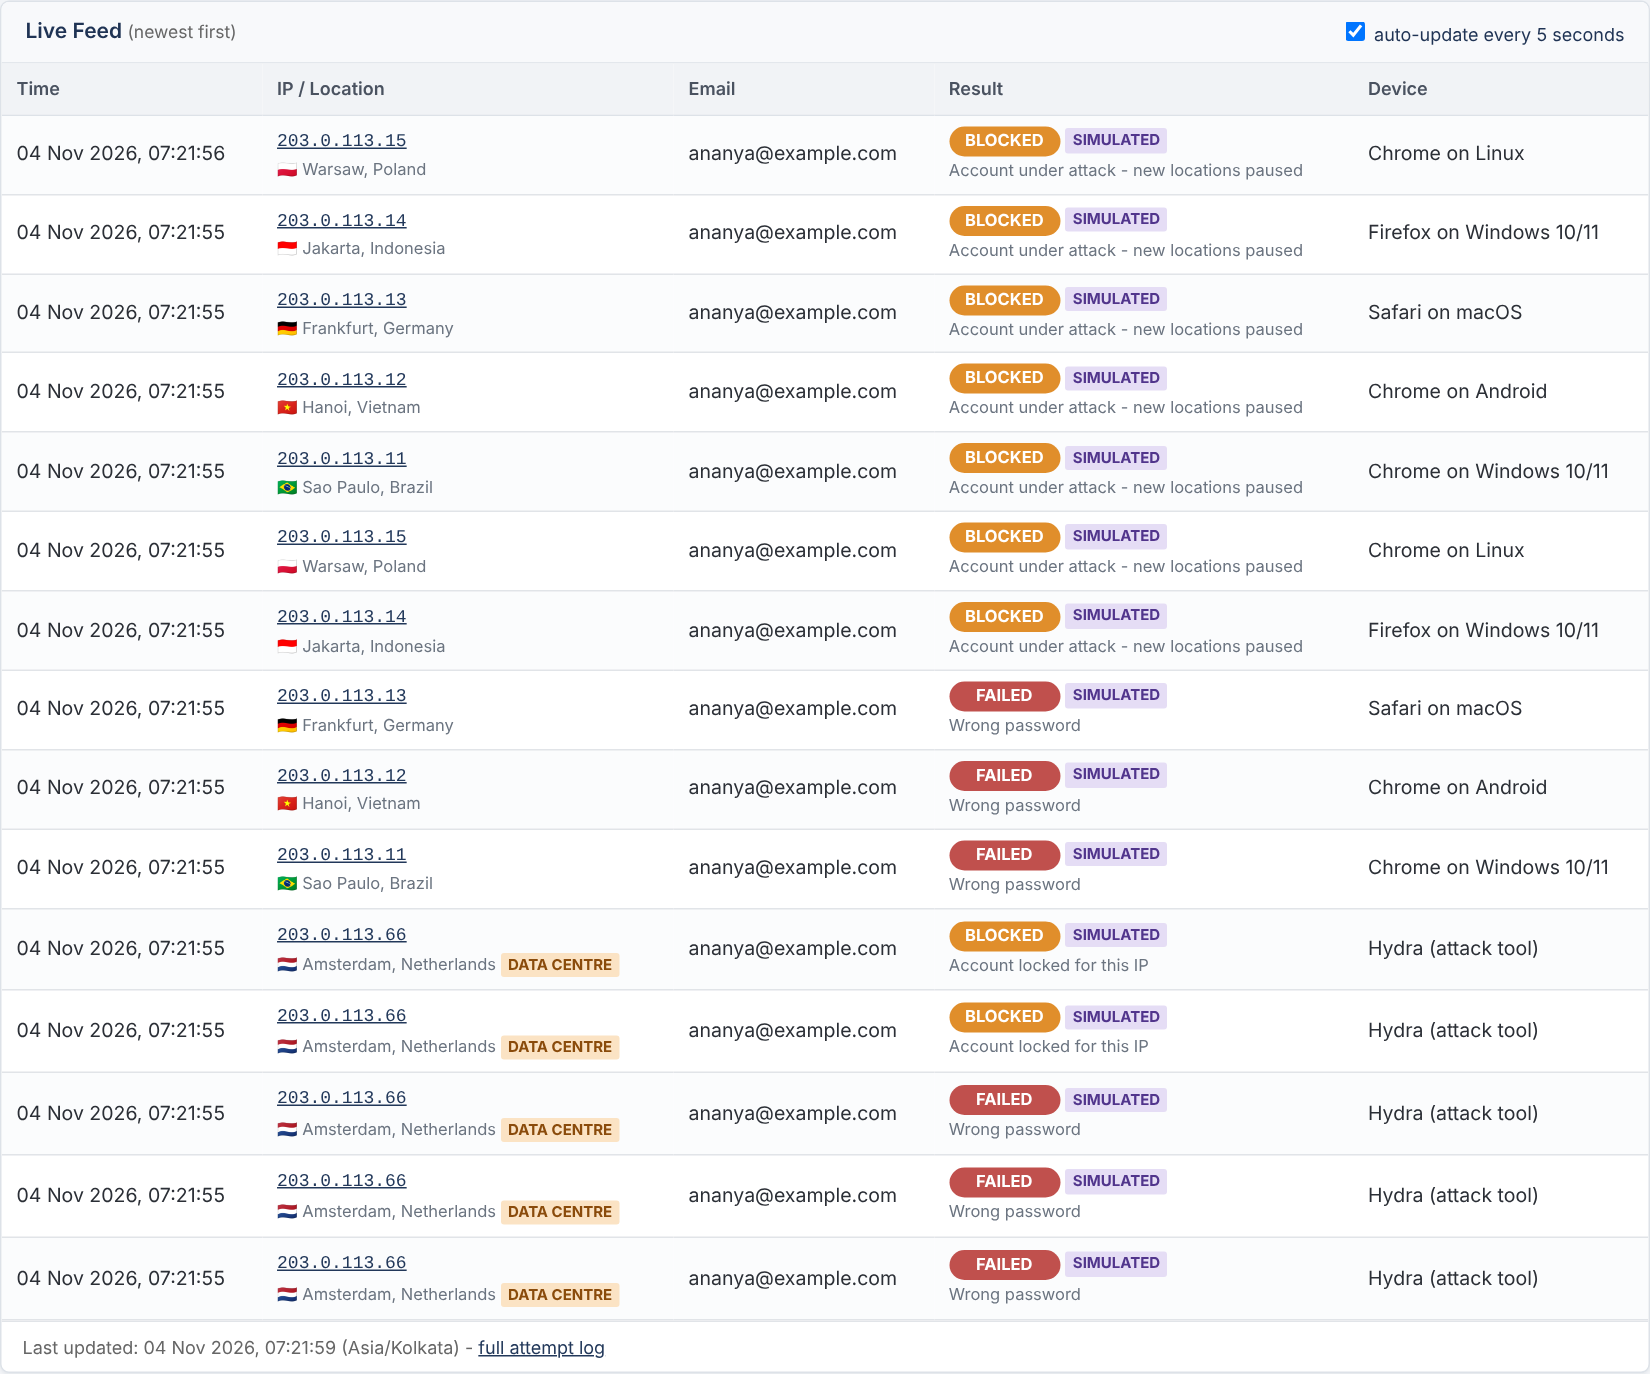 Live Feed (newest first)
auto-update every 5 seconds
Time IP / Location Email Result Device
04 Nov 2026, 07:21:56 203.0.113.15 ananya@example.com BLOCKED SIMULATED Chrome on Linux
Warsaw, Poland Account under attack - new locations paused
04 Nov 2026, 07:21:55 203.0.113.14 ananya@example.com BLOCKED SIMULATED Firefox on Windows 10/11
Jakarta, Indonesia Account under attack - new locations paused
04 Nov 2026, 07:21:55 203.0.113.13 ananya@example.com BLOCKED SIMULATED Safari on macOS
Frankfurt, Germany Account under attack - new locations paused
04 Nov 2026, 07:21:55 203.0.113.12 ananya@example.com BLOCKED SIMULATED Chrome on Android
Hanoi, Vietnam Account under attack - new locations paused
04 Nov 2026, 07:21:55 203.0.113.11 ananya@example.com BLOCKED SIMULATED Chrome on Windows 10/11
Sao Paulo, Brazil Account under attack - new locations paused
04 Nov 2026, 07:21:55 203.0.113.15 ananya@example.com BLOCKED SIMULATED Chrome on Linux
Warsaw, Poland Account under attack - new locations paused
04 Nov 2026, 07:21:55 203.0.113.14 ananya@example.com BLOCKED SIMULATED Firefox on Windows 10/11
Jakarta, Indonesia Account under attack - new locations paused
04 Nov 2026, 07:21:55 203.0.113.13 ananya@example.com FAILED SIMULATED Safari on macOS
Frankfurt, Germany Wrong password
04 Nov 2026, 07:21:55 203.0.113.12 ananya@example.com FAILED SIMULATED Chrome on Android
Hanoi, Vietnam Wrong password
04 Nov 2026, 07:21:55 203.0.113.11 ananya@example.com FAILED SIMULATED Chrome on Windows 10/11
Sao Paulo, Brazil Wrong password
04 Nov 2026, 07:21:55 203.0.113.66 ananya@example.com BLOCKED SIMULATED Hydra (attack tool)
Amsterdam, Netherlands DATA CENTRE Account locked for this IP
04 Nov 2026, 07:21:55 203.0.113.66 ananya@example.com BLOCKED SIMULATED Hydra (attack tool)
Amsterdam, Netherlands DATA CENTRE Account locked for this IP
04 Nov 2026, 07:21:55 203.0.113.66 ananya@example.com FAILED SIMULATED Hydra (attack tool)
Amsterdam, Netherlands DATA CENTRE Wrong password
04 Nov 2026, 07:21:55 203.0.113.66 ananya@example.com FAILED SIMULATED Hydra (attack tool)
Amsterdam, Netherlands DATA CENTRE Wrong password
04 Nov 2026, 07:21:55 203.0.113.66 ananya@example.com FAILED SIMULATED Hydra (attack tool)
Amsterdam, Netherlands DATA CENTRE Wrong password
Last updated: 04 Nov 2026, 07:21:59 (Asia/Kolkata) - full attempt log